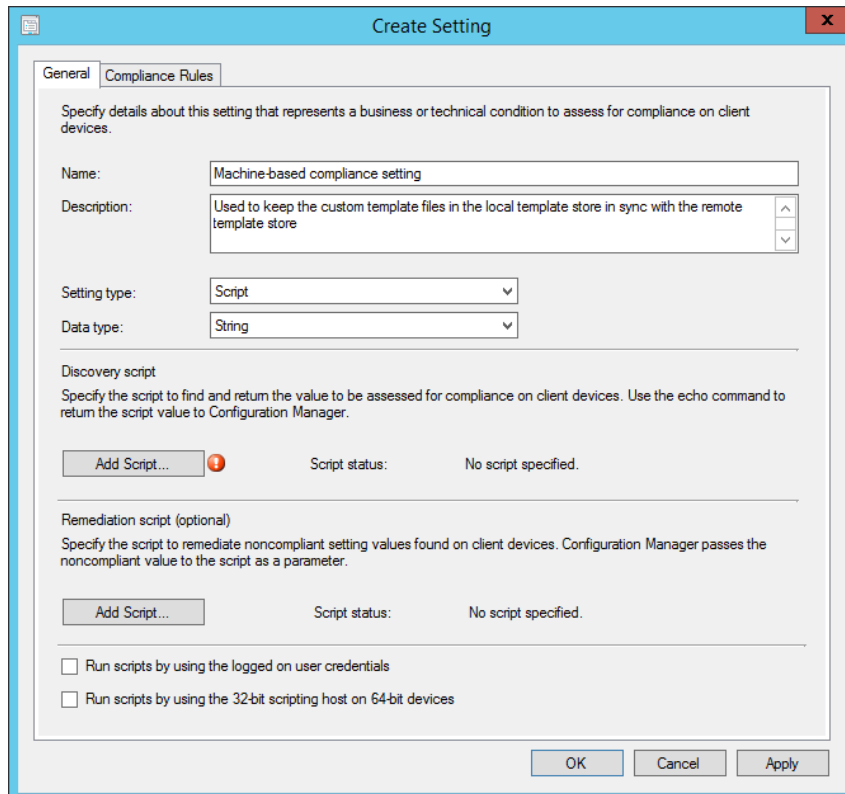 Create Setting
x
General
Compliance Rules
Specify details about this setting that represents a business or technical condition to assess for compliance on client
devices.
Name:
Machine-based compliance setting
Description:
Used to keep the custom template files in the local template store in sync with the remote
template store
Setting type:
Script
Data type:
String
Discovery script
Specify the script to find and return the value to be assessed for compliance on client devices. Use the echo command to
return the script value to Configuration Manager.
Add Script...
Script status:
No script specified.
Remediation script (optional)
Specify the script to remediate noncompliant setting values found on client devices. Configuration Manager passes the
noncompliant value to the script as a parameter.
Add Script...
Script status:
No script specified.
Run scripts by using the logged on user credentials
Run scripts by using the 32-bit scripting host on 64-bit devices
OK
Cancel
Apply